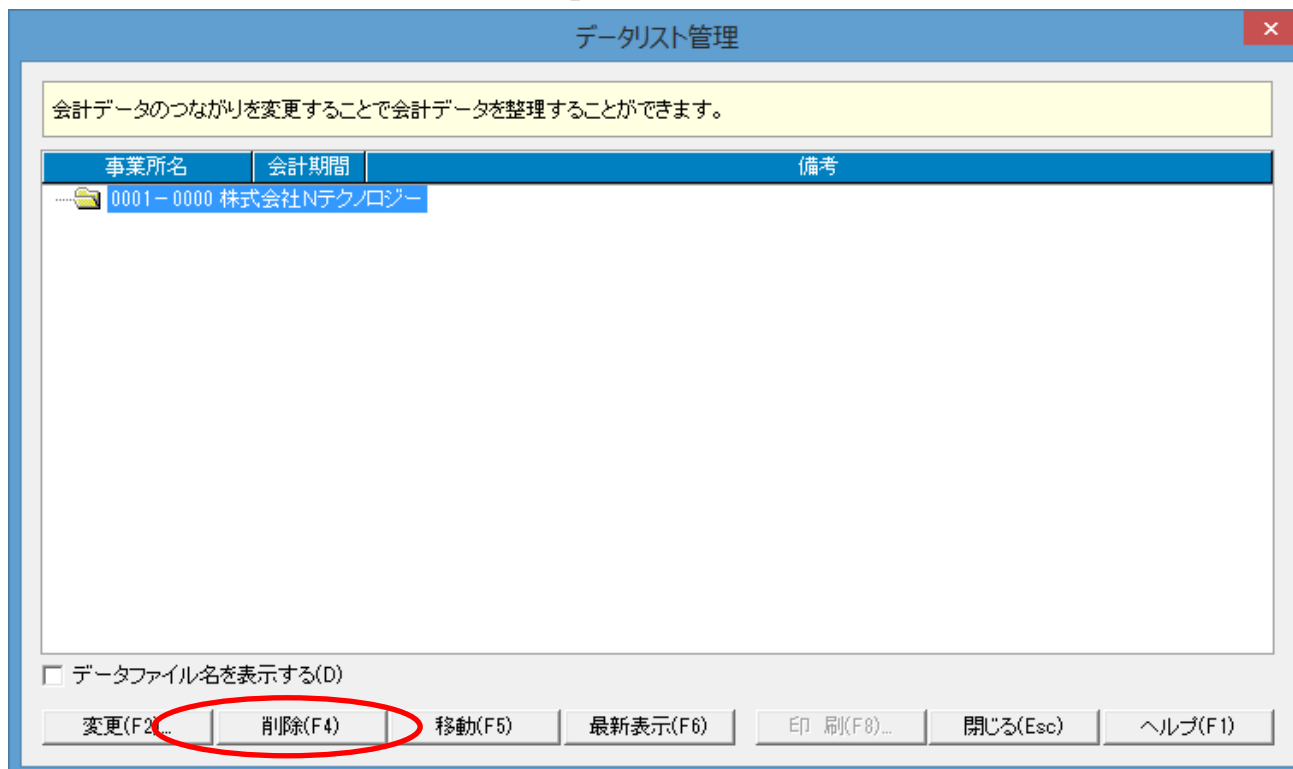 データリスト管理
会計データのつながりを変更することで会計データを整理することができます。
事業所名 会計期間 備考
0001－0000 株式会社Nテクノロジー
データファイル名を表示する(D)
変更(F2)... 削除(F4) 移動(F5) 最新表示(F6) 印 刷(F8)... 閉じる(Esc) ヘルプ(F1)